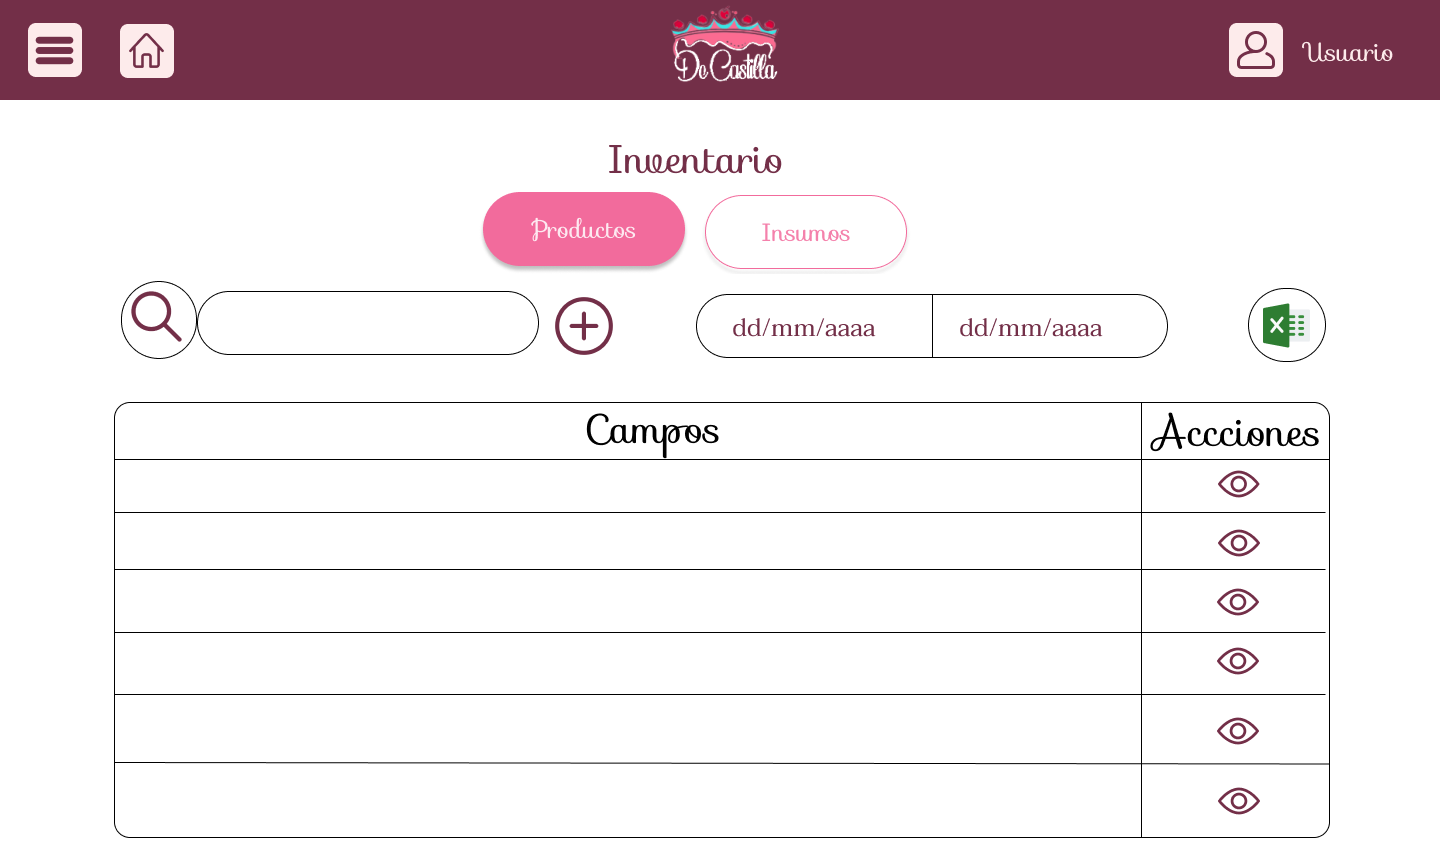 De Castilla
Usuario
Inventario
Productos
Insumos
dd/mm/aaaa
dd/mm/aaaa
X
Campos
Accciones